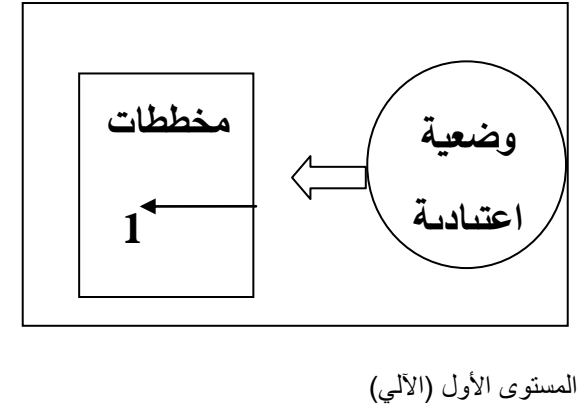 وضعية
اعتيادية
مخططات
1
المستوى الأول (الآلي)